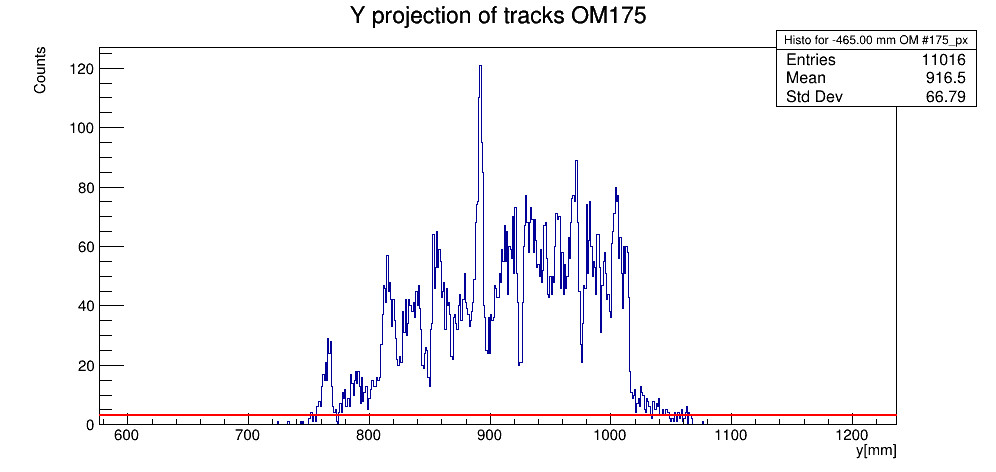 Y projection of tracks OM175
Histo for -465.00 mm OM #175_px
Entries 11016
Mean 916.5
Std Dev 66.79
Counts
120
100
80
60
40
20
0
600 700 800 900 1000 1100 1200
y[mm]